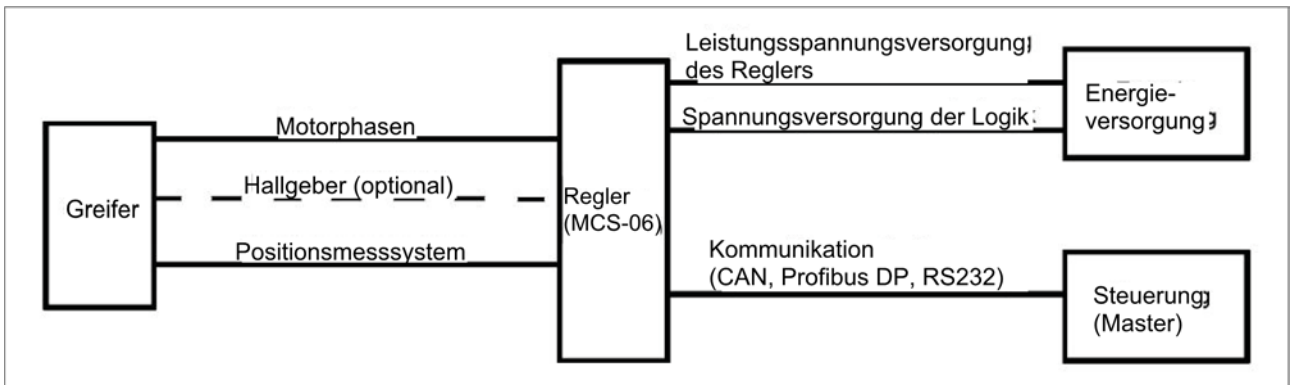 Leistungsspannungsversorgung
des Reglers
Energie-
versorgung
Motorphasen
Spannungsversorgung der Logik
Hallgeber (optional)
Greifer
Regler
(MCS-06)
Positionsmesssystem
Kommunikation
(CAN, Profibus DP, RS232)
Steuerung
(Master)